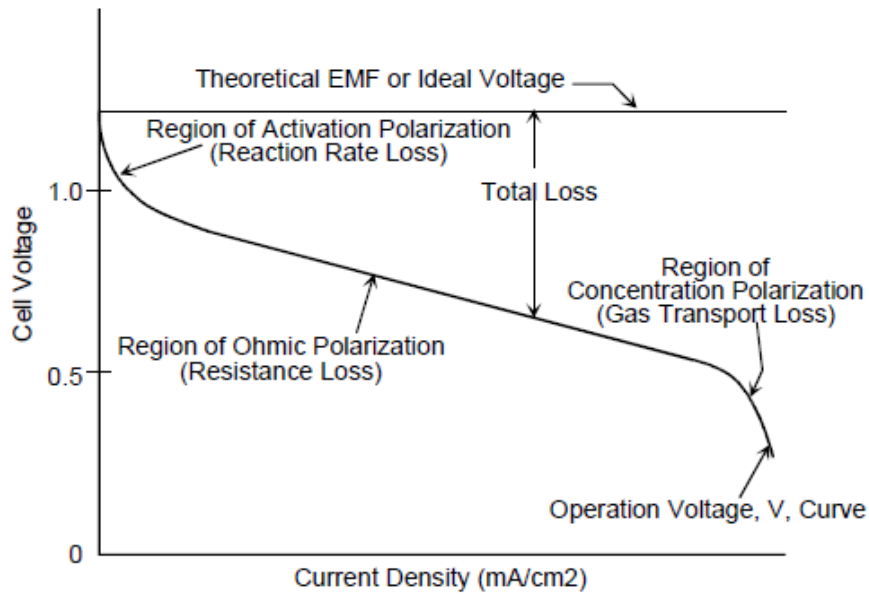 Theoretical EMF or Ideal Voltage
Region of Activation Polarization
(Reaction Rate Loss)
1.0
Total Loss
Cell Voltage
Region of
Concentration Polarization
(Gas Transport Loss)
Region of Ohmic Polarization
(Resistance Loss)
0.5
Operation Voltage, V, Curve
0
Current Density (mA/cm2)